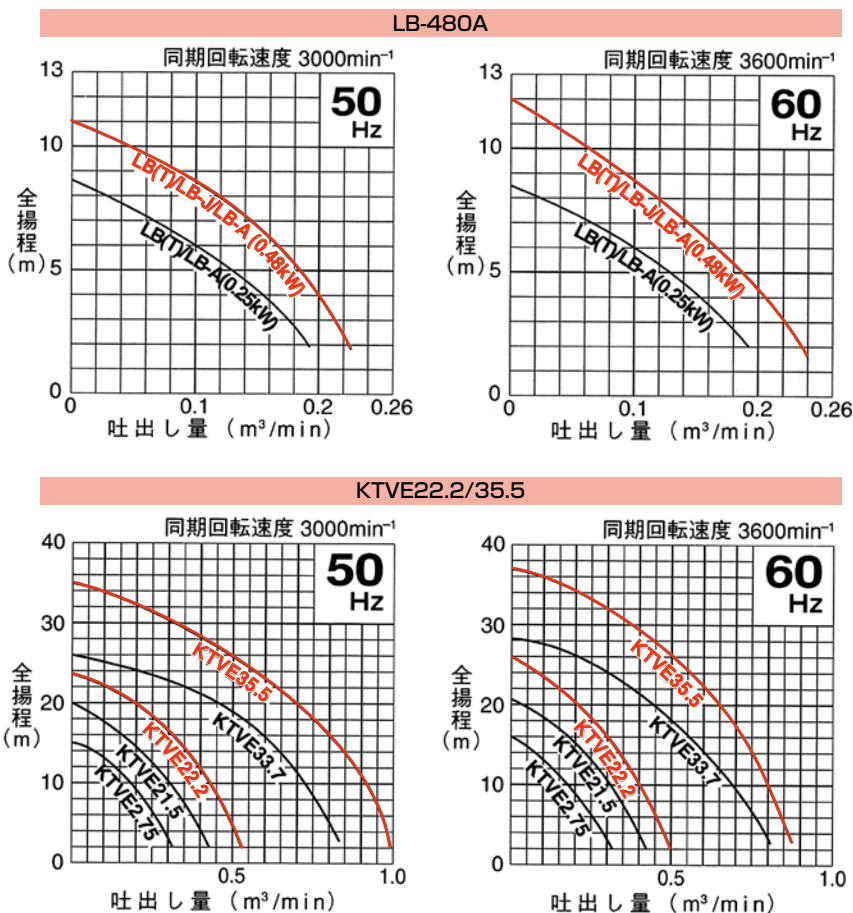 LB-480A
同期回転速度 3000min⁻¹
13
10
5
0
全揚程
(m)
50
Hz
LB(T)/LB-J/LB-A (0.48kW)
LB(T)/LB-A(0.25kW)
0 0.1 0.2 0.26
吐出し量 (m³/min)
同期回転速度 3600min⁻¹
13
10
5
0
全揚程
(m)
60
Hz
LB(T)/LB-J/LB-A(0.48kW)
LB(T)/LB-A(0.25kW)
0 0.1 0.2 0.26
吐出し量 (m³/min)
KTVE22.2/35.5
同期回転速度 3000min⁻¹
40
30
20
10
0
全揚程
(m)
50
Hz
KTVE35.5
KTVE33.7
KTVE22.2
KTVE21.5
KTVE2.75
0.5 1.0
吐出し量 (m³/min)
同期回転速度 3600min⁻¹
40
30
20
10
0
全揚程
(m)
60
Hz
KTVE35.5
KTVE33.7
KTVE22.2
KTVE21.5
KTVE2.75
0.5 1.0
吐出し量 (m³/min)